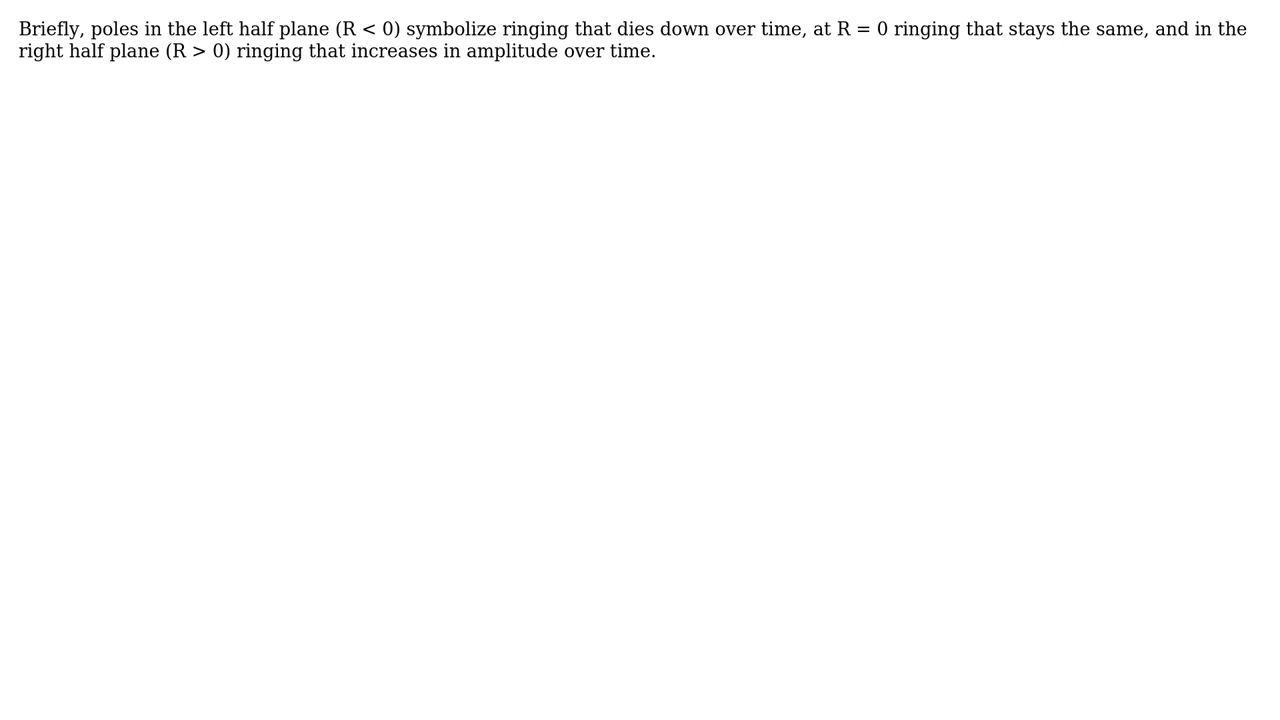 Briefly, poles in the left half plane (R < 0) symbolize ringing that dies down over time, at R = 0 ringing that stays the same, and in the
right half plane (R > 0) ringing that increases in amplitude over time.